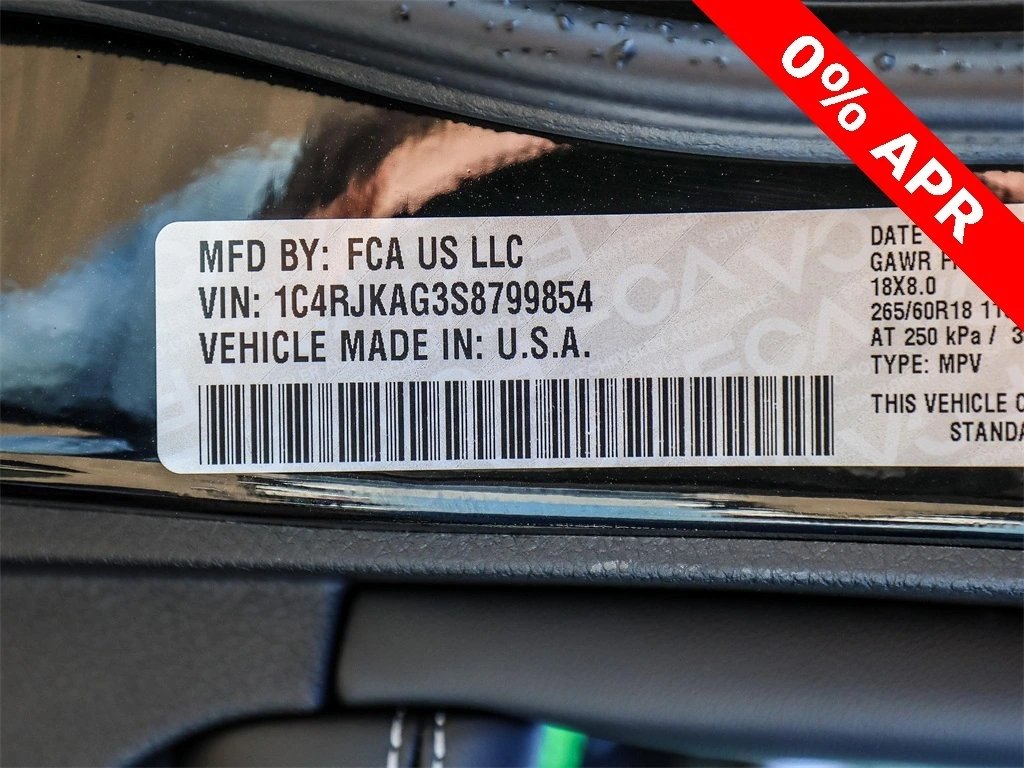 0% APR
MFD BY: FCA US LLC
VIN: 1C4RJKAG3S8799854
VEHICLE MADE IN: U.S.A.
DATE
GAWR
18X8.0
265/60R18
AT 250 kPa /
TYPE: MPV
THIS VEHICLE